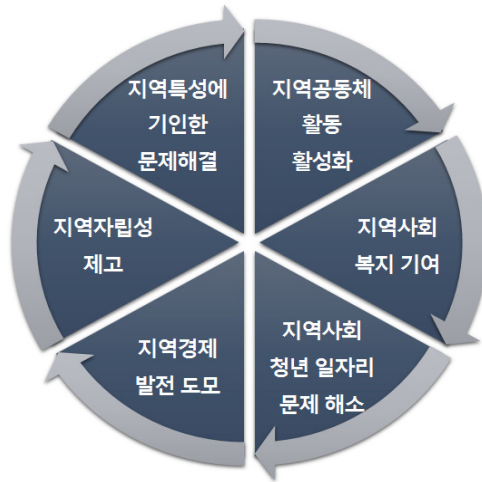 지역특성에
기인한
문제해결
지역공동체
활동
활성화
지역사회
복지 기여
지역사회
청년 일자리
문제 해소
지역경제
발전 도모
지역자립성
제고